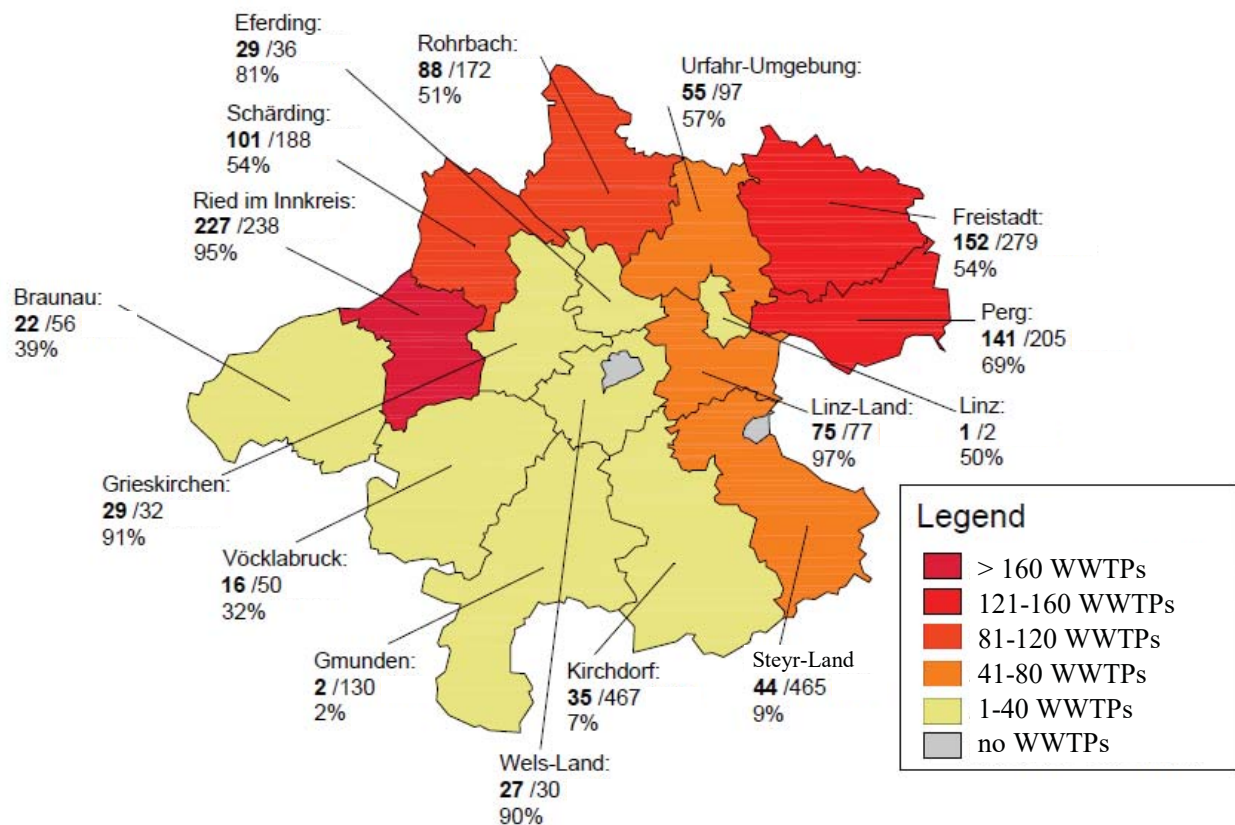 Eferding:
29 /36
81%
Rohrbach:
88 /172
51%
Urfahr-Umgebung:
55 /97
57%
Schärding:
101 /188
54%
Ried im Innkreis:
227 /238
95%
Freistadt:
152 /279
54%
Braunau:
22 /56
39%
Perg:
141 /205
69%
Linz-Land:
75 /77
97%
Linz:
1 /2
50%
Grieskirchen:
29 /32
91%
Vöcklabruck:
16 /50
32%
Gmunden:
2 /130
2%
Kirchdorf:
35 /467
7%
Steyr-Land
44 /465
9%
Wels-Land:
27 /30
90%
Legend
> 160 WWTPs
121-160 WWTPs
81-120 WWTPs
41-80 WWTPs
1-40 WWTPs
no WWTPs